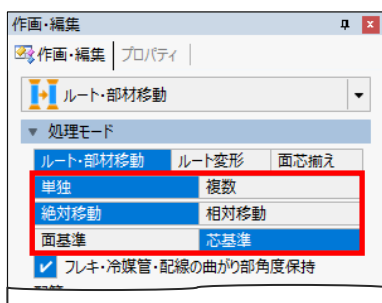 作画・編集
作画・編集 プロパティ
ルート・部材移動
処理モード
ルート・部材移動 ルート変形 面芯揃え
単独 複数
絶対移動 相対移動
面基準 芯基準
フレキ・冷媒管・配線の曲がり部角度保持